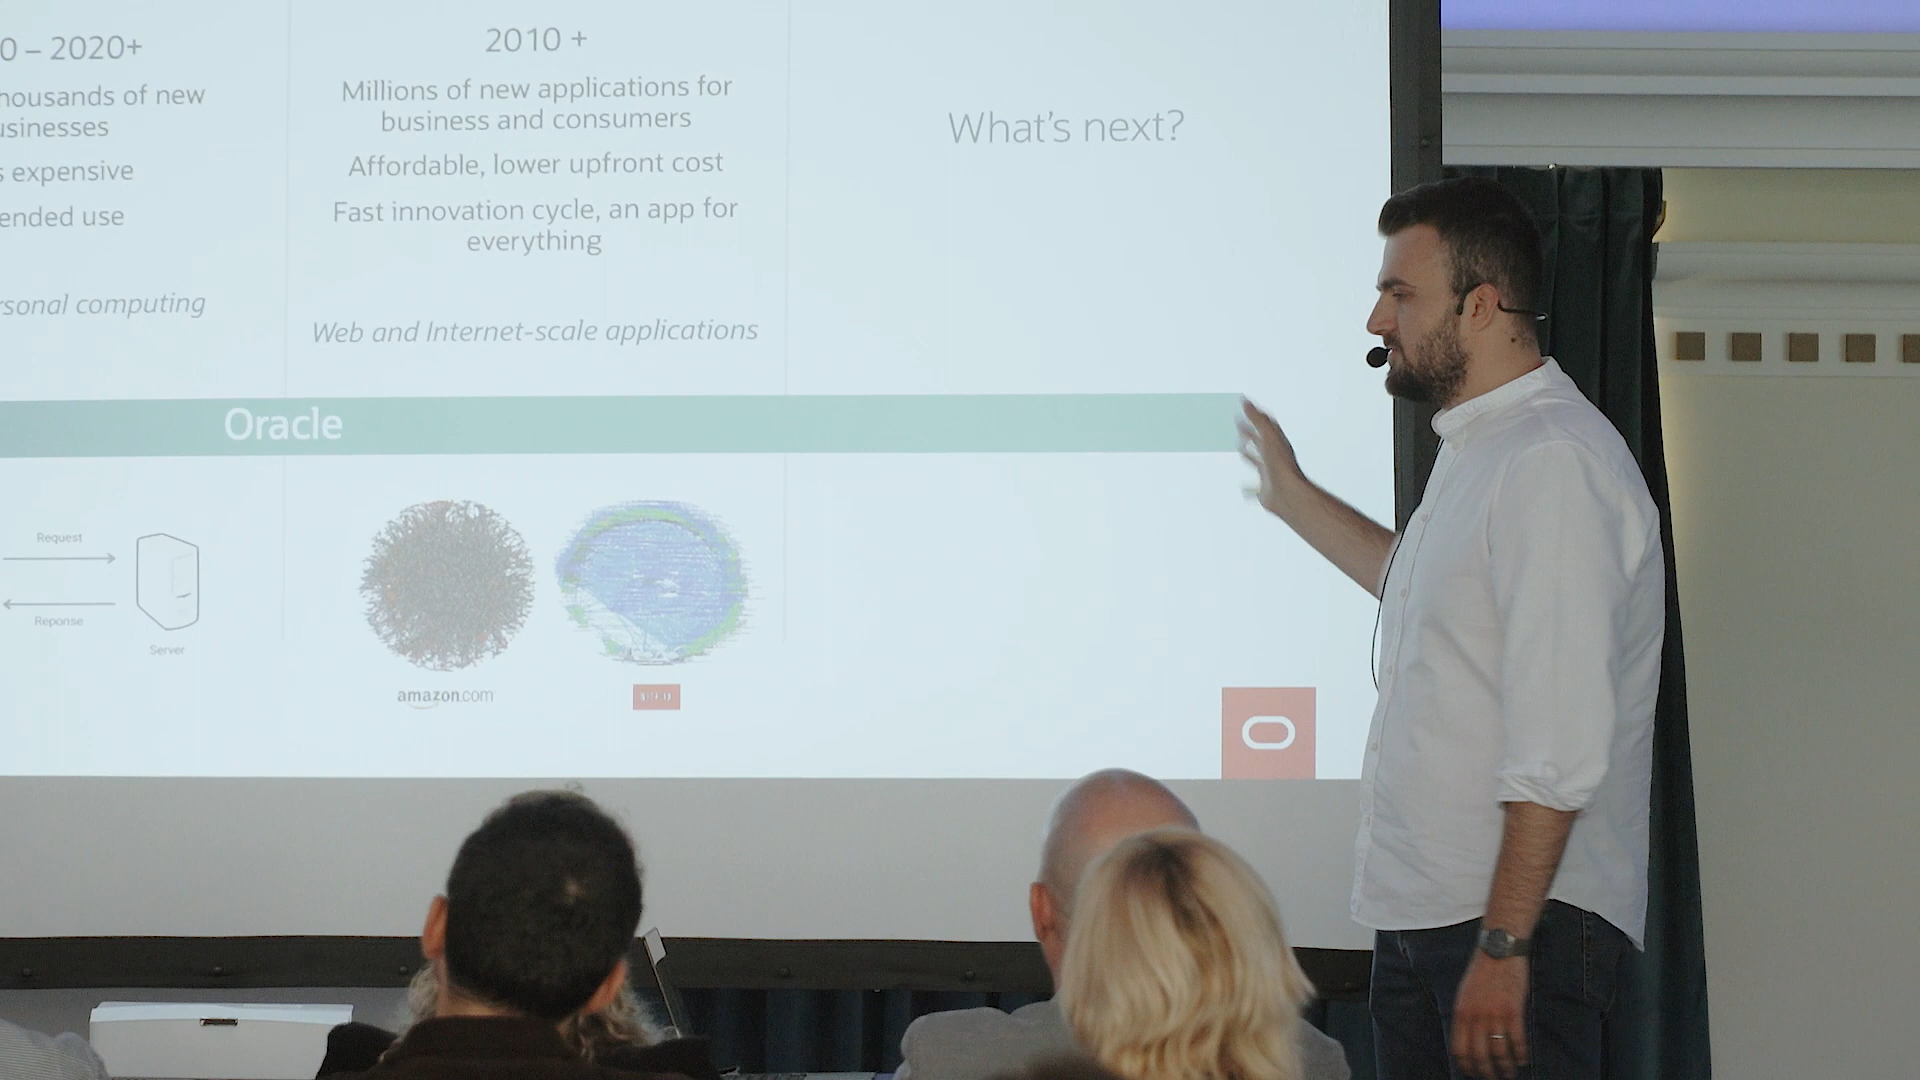 0 – 2020+
housands of new
usinesses
s expensive
ended use
rsonal computing
2010 +
Millions of new applications for
business and consumers
Affordable, lower upfront cost
Fast innovation cycle, an app for
everything
Web and Internet-scale applications
What's next?
Oracle
Request
Reponse
Server
amazon.com